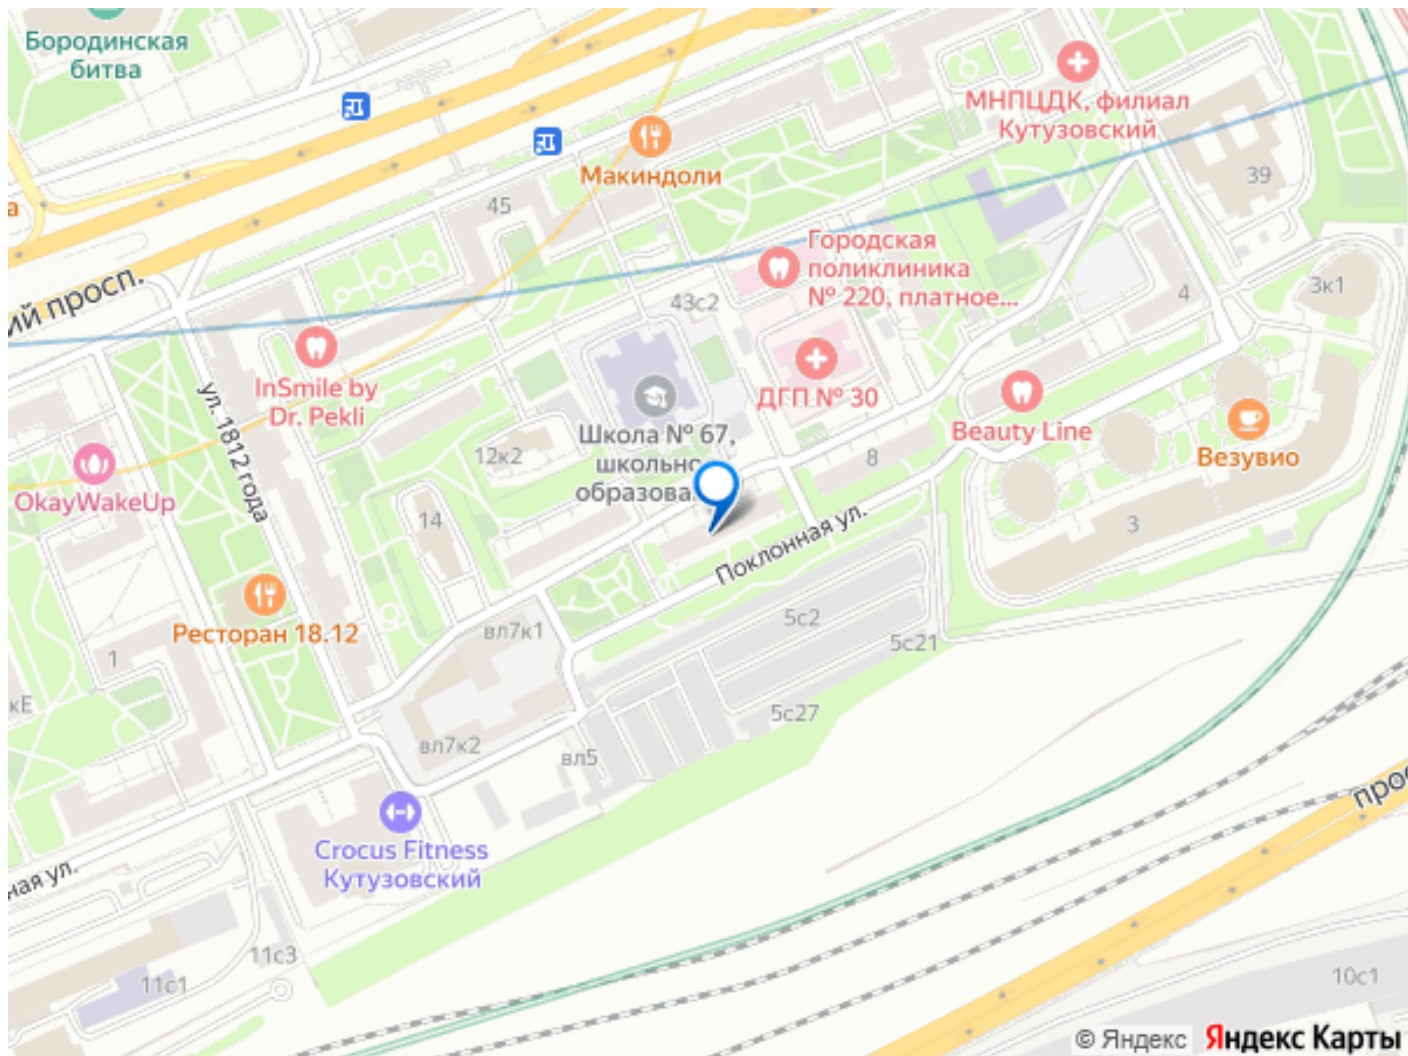 Бородинская
битва
МНПЦДК, филиал
Кутузовский
Макиндоли
39
45
а
Городская
поликлиника
№ 220, платное...
ий просп.
43с2
4
3к1
InSmile by
Dr. Pekli
ДГП № 30
ул. 1812 года
Школа № 67,
школьно
образова
Beauty Line
Везувио
12к2
8
OkayWakeUp
14
3
Поклонная ул.
Ресторан 18.12
вл7к1
5с2
5с21
1
кЕ
5с27
вл7к2
вл5
прос
Crocus Fitness
Кутузовский
ная ул.
11с3
11с1
10с1
© Яндекс Яндекс Карты